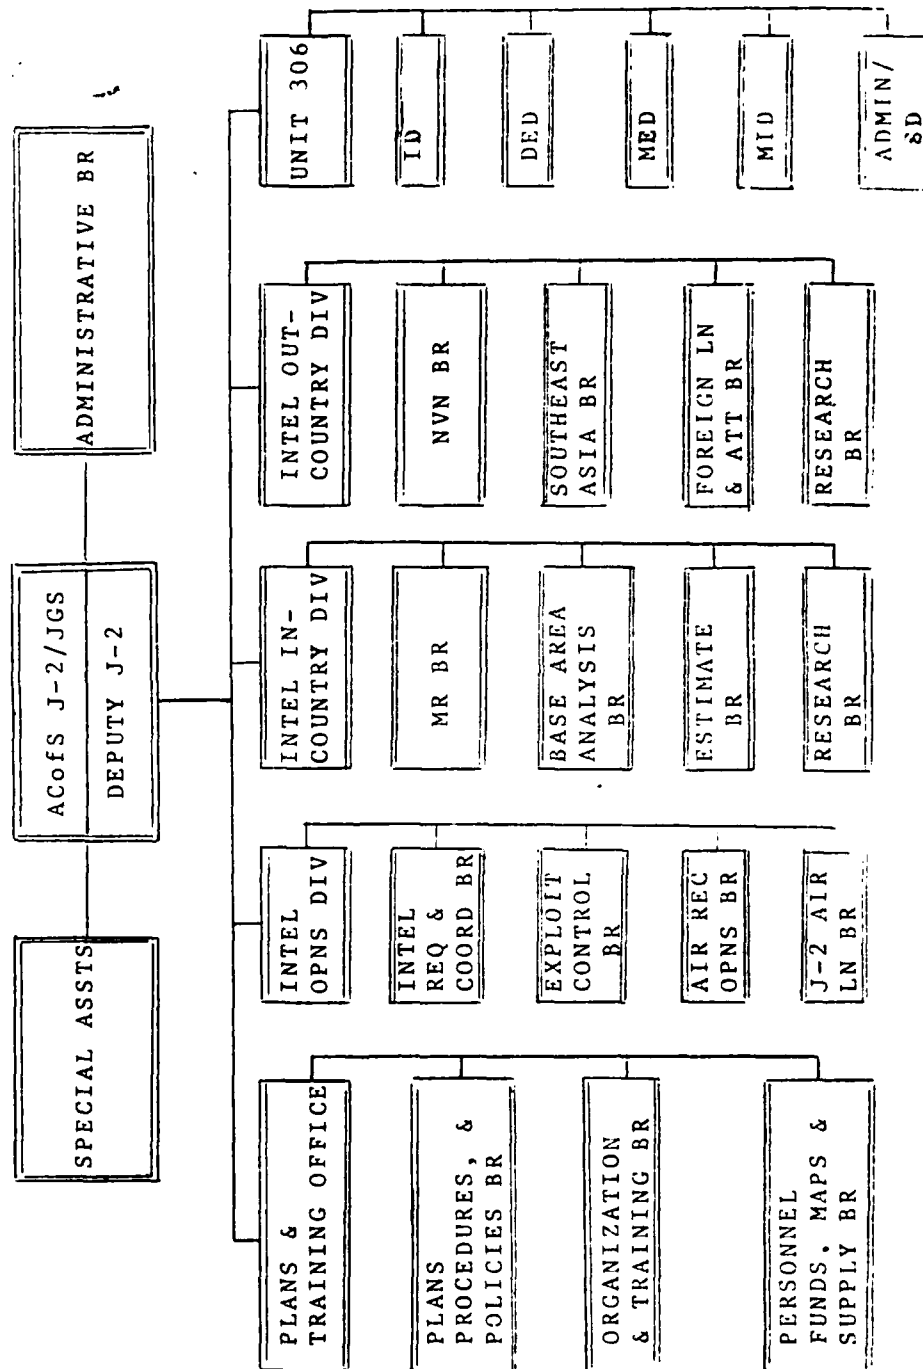 SPECIAL ASSTS
ACofS J-2/JGS
DEPUTY J-2
ADMINISTRATIVE BR
PLANS &
TRAINING OFFICE
PLANS
PROCEDURES, &
POLICIES BR
ORGANIZATION
& TRAINING BR
PERSONNEL
FUNDS, MAPS &
SUPPLY BR
INTEL
OPNS DIV
INTEL
REQ &
COORD BR
EXPLOIT
CONTROL
BR
AIR REC
OPNS BR
J-2 AIR
LN BR
INTEL IN-
COUNTRY DIV
MR BR
BASE AREA
ANALYSIS
BR
ESTIMATE
BR
RESEARCH
BR
INTEL OUT-
COUNTRY DIV
NVN BR
SOUTHEAST
ASIA BR
FOREIGN LN
& ATT BR
RESEARCH
BR
UNIT 306
ID
DED
MED
MID
ADMIN/
&D